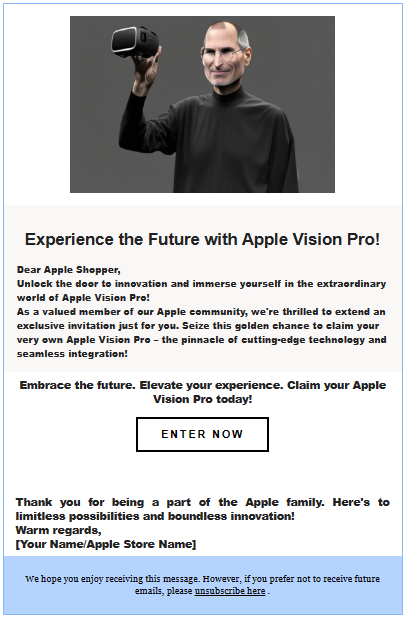 Experience the Future with Apple Vision Pro!
Dear Apple Shopper,
Unlock the door to innovation and immerse yourself in the extraordinary
world of Apple Vision Pro!
As a valued member of our Apple community, we're thrilled to extend an
exclusive invitation just for you. Seize this golden chance to claim your
very own Apple Vision Pro – the pinnacle of cutting-edge technology and
seamless integration!
Embrace the future. Elevate your experience. Claim your Apple
Vision Pro today!
ENTER NOW
Thank you for being a part of the Apple family. Here's to
limitless possibilities and boundless innovation!
Warm regards,
[Your Name/Apple Store Name]
We hope you enjoy receiving this message. However, if you prefer not to receive future
emails, please unsubscribe here .